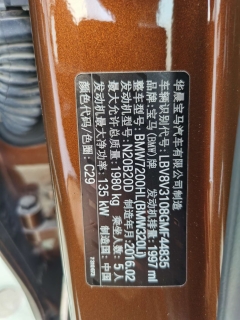 华晨宝马汽车有限公司制造
车辆识别代号: LBV8V3108GMF44835
品牌: 宝马(BMW)牌 发动机排量: 1997 ml
整车型号: BMW7200HL(BMW320Li)
发动机型号: N20B20D 制造年月: 2016.02
最大允许总质量: 1980 kg 乘坐人数: 5 人
发动机最大净功率: 135 kW 制造国: 中国
颜色代码/色漆: C29